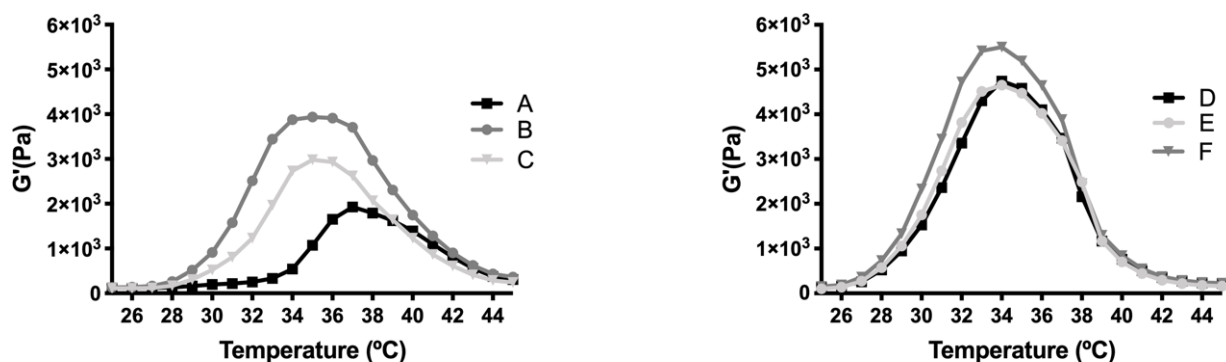 6×10³
5×10³
4×10³
3×10³
2×10³
1×10³
0
G'(Pa)
26 28 30 32 34 36 38 40 42 44
Temperature (ºC)
A
B
C
6×10³
5×10³
4×10³
3×10³
2×10³
1×10³
0
G'(Pa)
26 28 30 32 34 36 38 40 42 44
Temperature (ºC)
D
E
F